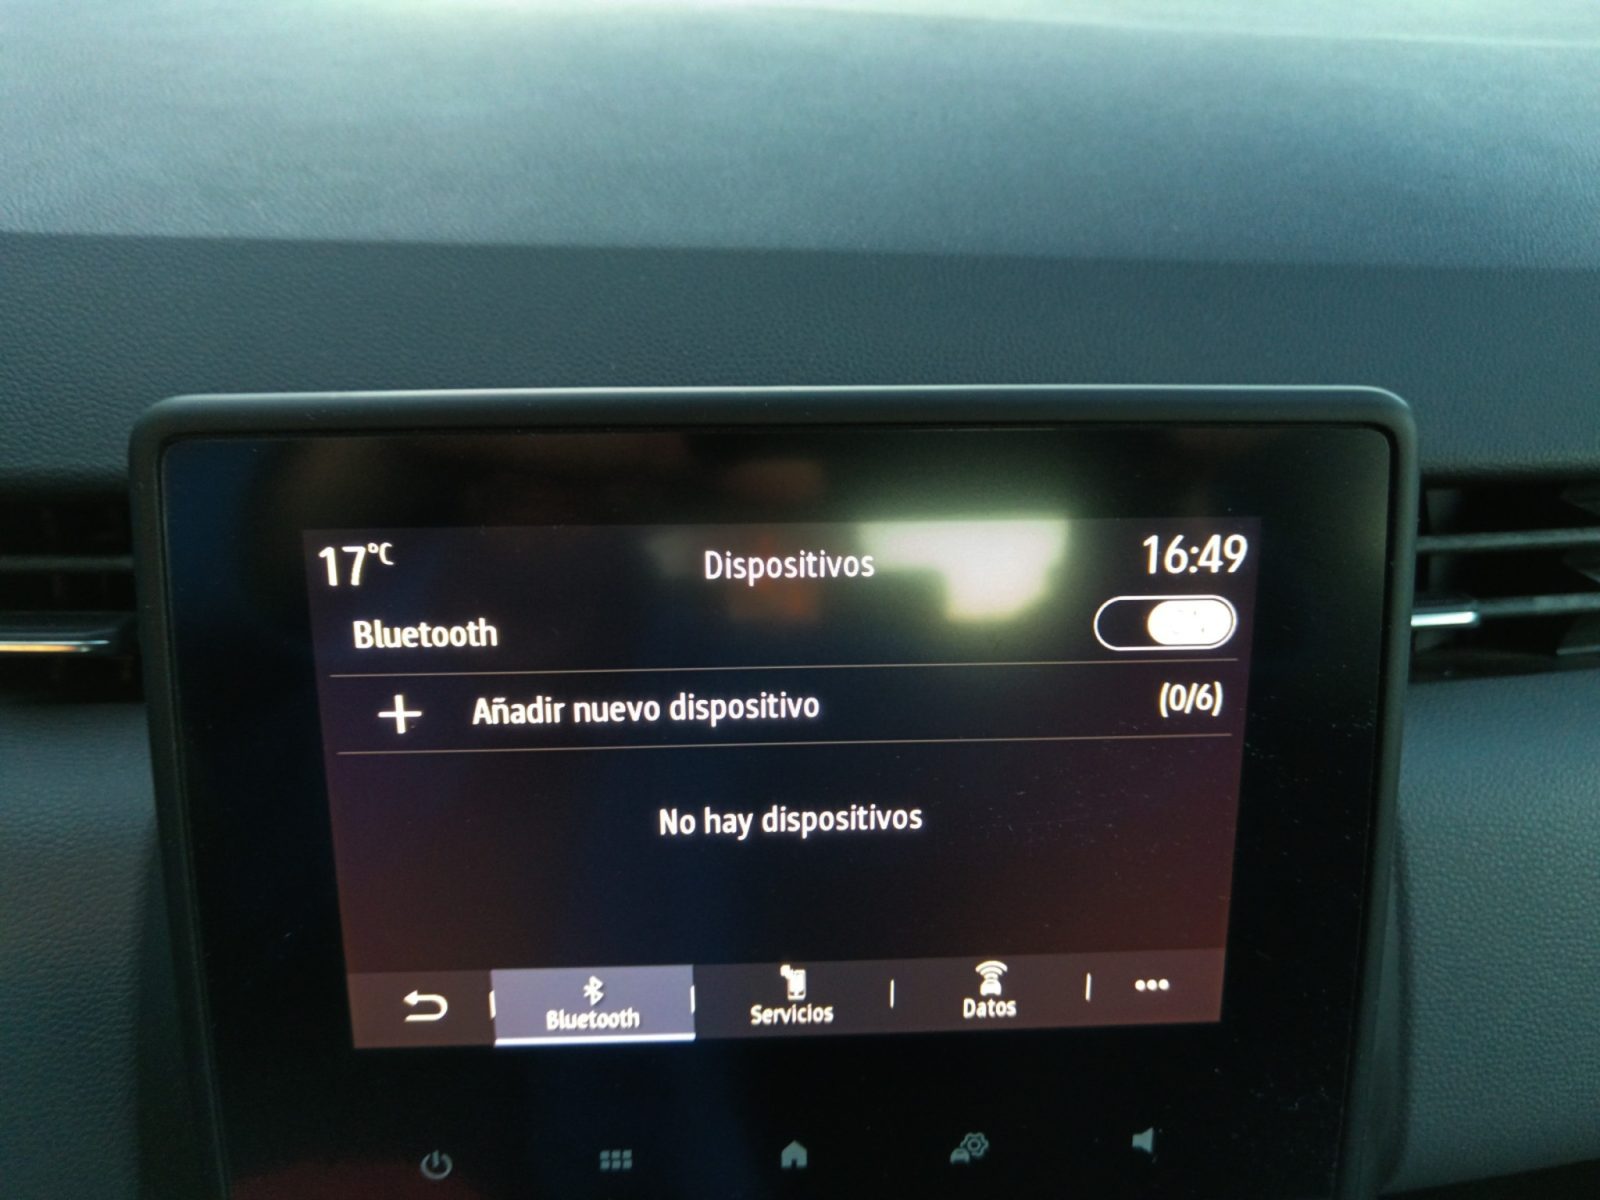 17°C Dispositivos 16:49
Bluetooth
Añadir nuevo dispositivo (0/6)
No hay dispositivos
Bluetooth Servicios Datos